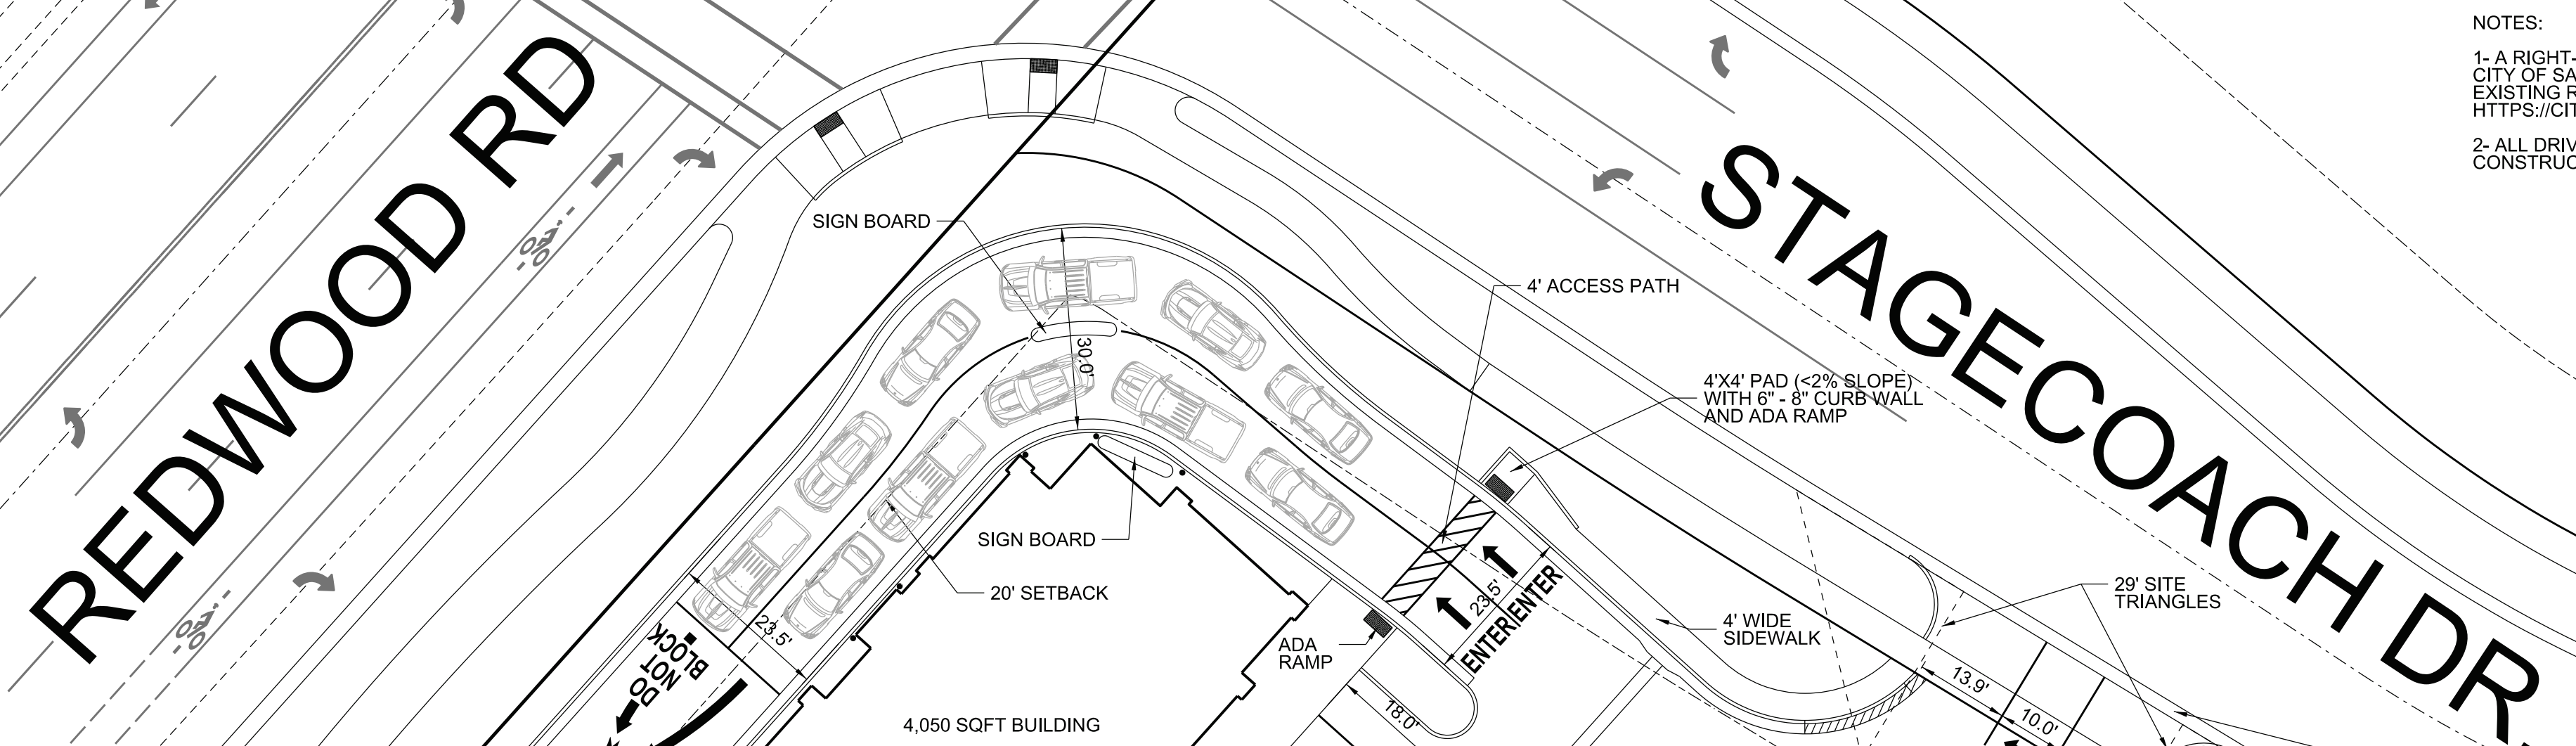 REDWOOD RD
STAGECOACH DR.
NOTES:
1- A RIGHT-
CITY OF SA
EXISTING R
HTTPS://CIT
2- ALL DRIV
CONSTRUC
SIGN BOARD
30.0'
4' ACCESS PATH
4'X4' PAD (<2% SLOPE)
WITH 6" - 8" CURB WALL
AND ADA RAMP
SIGN BOARD
20' SETBACK
23.5'
DO
NOT
BLOCK
23.5'
ENTER
ENTER
ADA
RAMP
4' WIDE
SIDEWALK
29' SITE
TRIANGLES
13.9'
10.0'
18.0'
4,050 SQFT BUILDING